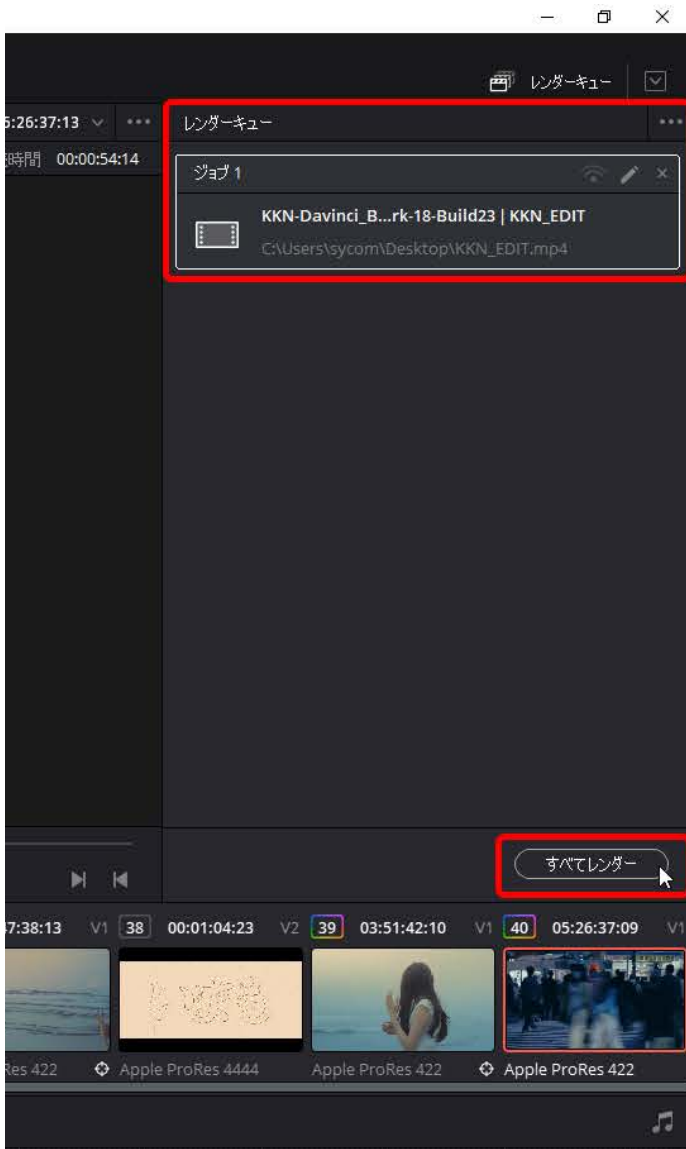 レンダーキュー
5:26:37:13
レンダーキュー
時間 00:00:54:14
ジョブ 1
KKN-Davinci_B...rk-18-Build23 | KKN_EDIT
C:\Users\sycom\Desktop\KKN_EDIT.mp4
すべてレンダー
7:38:13 V1 38 00:01:04:23 V2 39 03:51:42:10 V1 40 05:26:37:09 V1
Res 422 Apple ProRes 4444 Apple ProRes 422 Apple ProRes 422